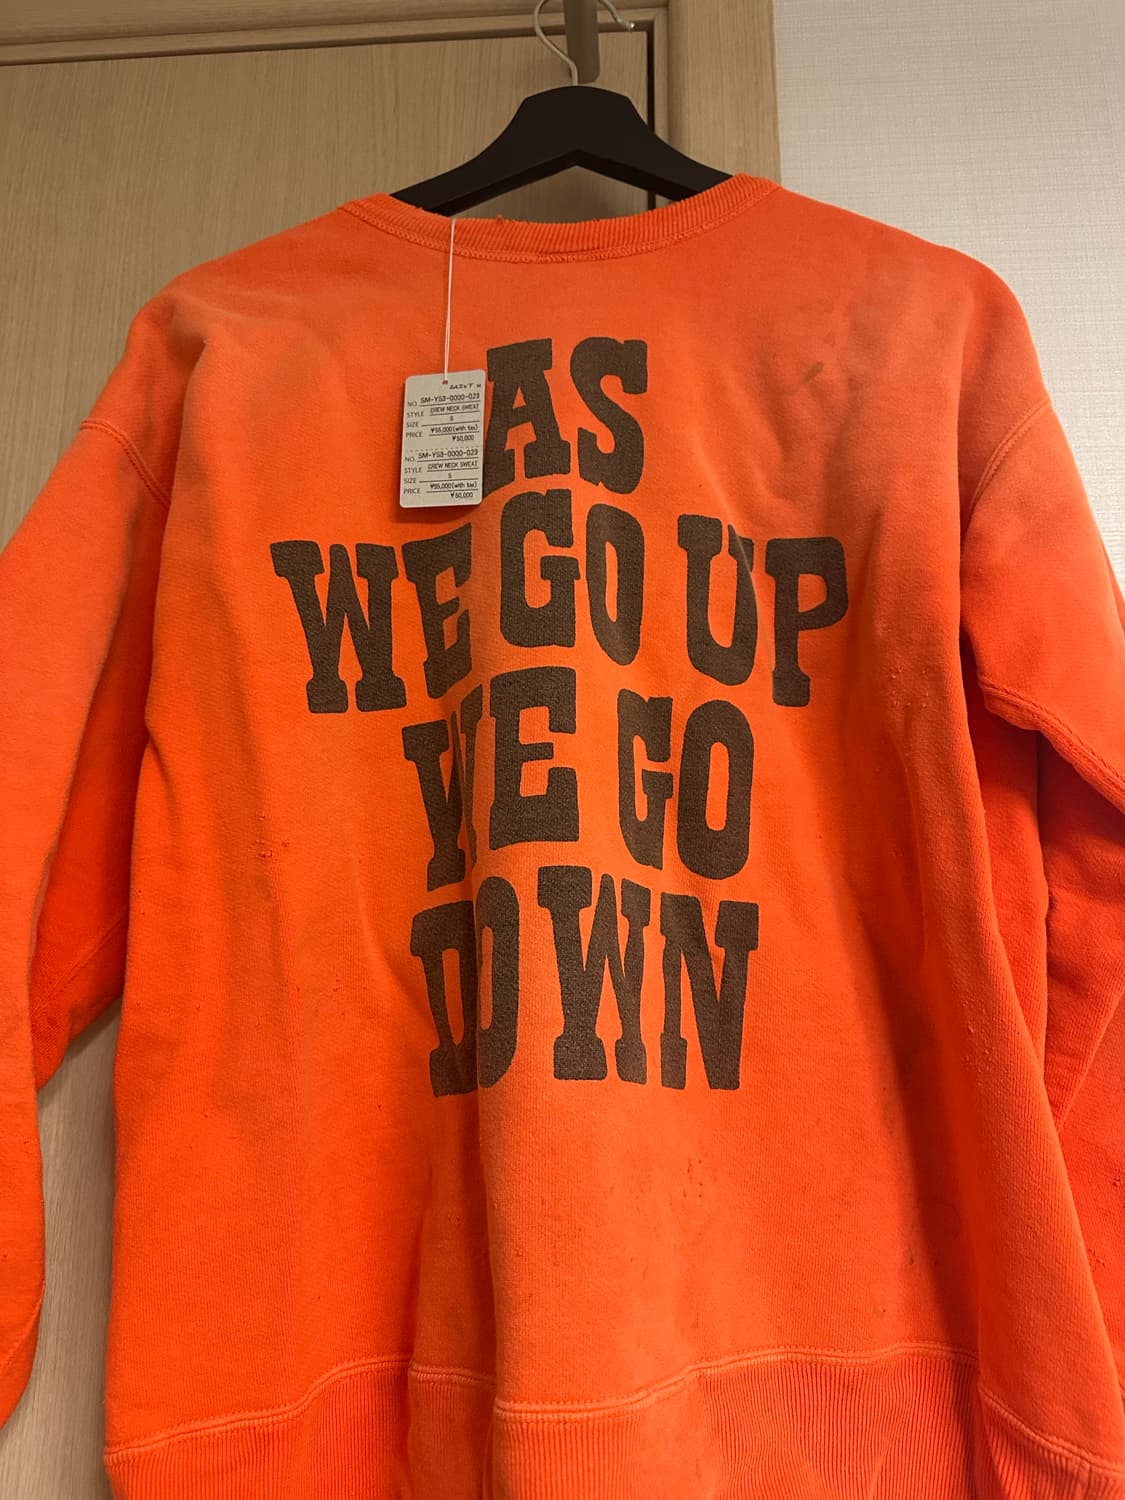 AS
WE GO UP
WE GO
DOWN
NO. SM-YS3-0000-023
STYLE CREW NECK SWEAT
SIZE S
PRICE ¥55,000(with tax)
¥50,000
NO. SM-YS3-0000-023
STYLE CREW NECK SWEAT
SIZE S
PRICE ¥55,000(with tax)
¥50,000